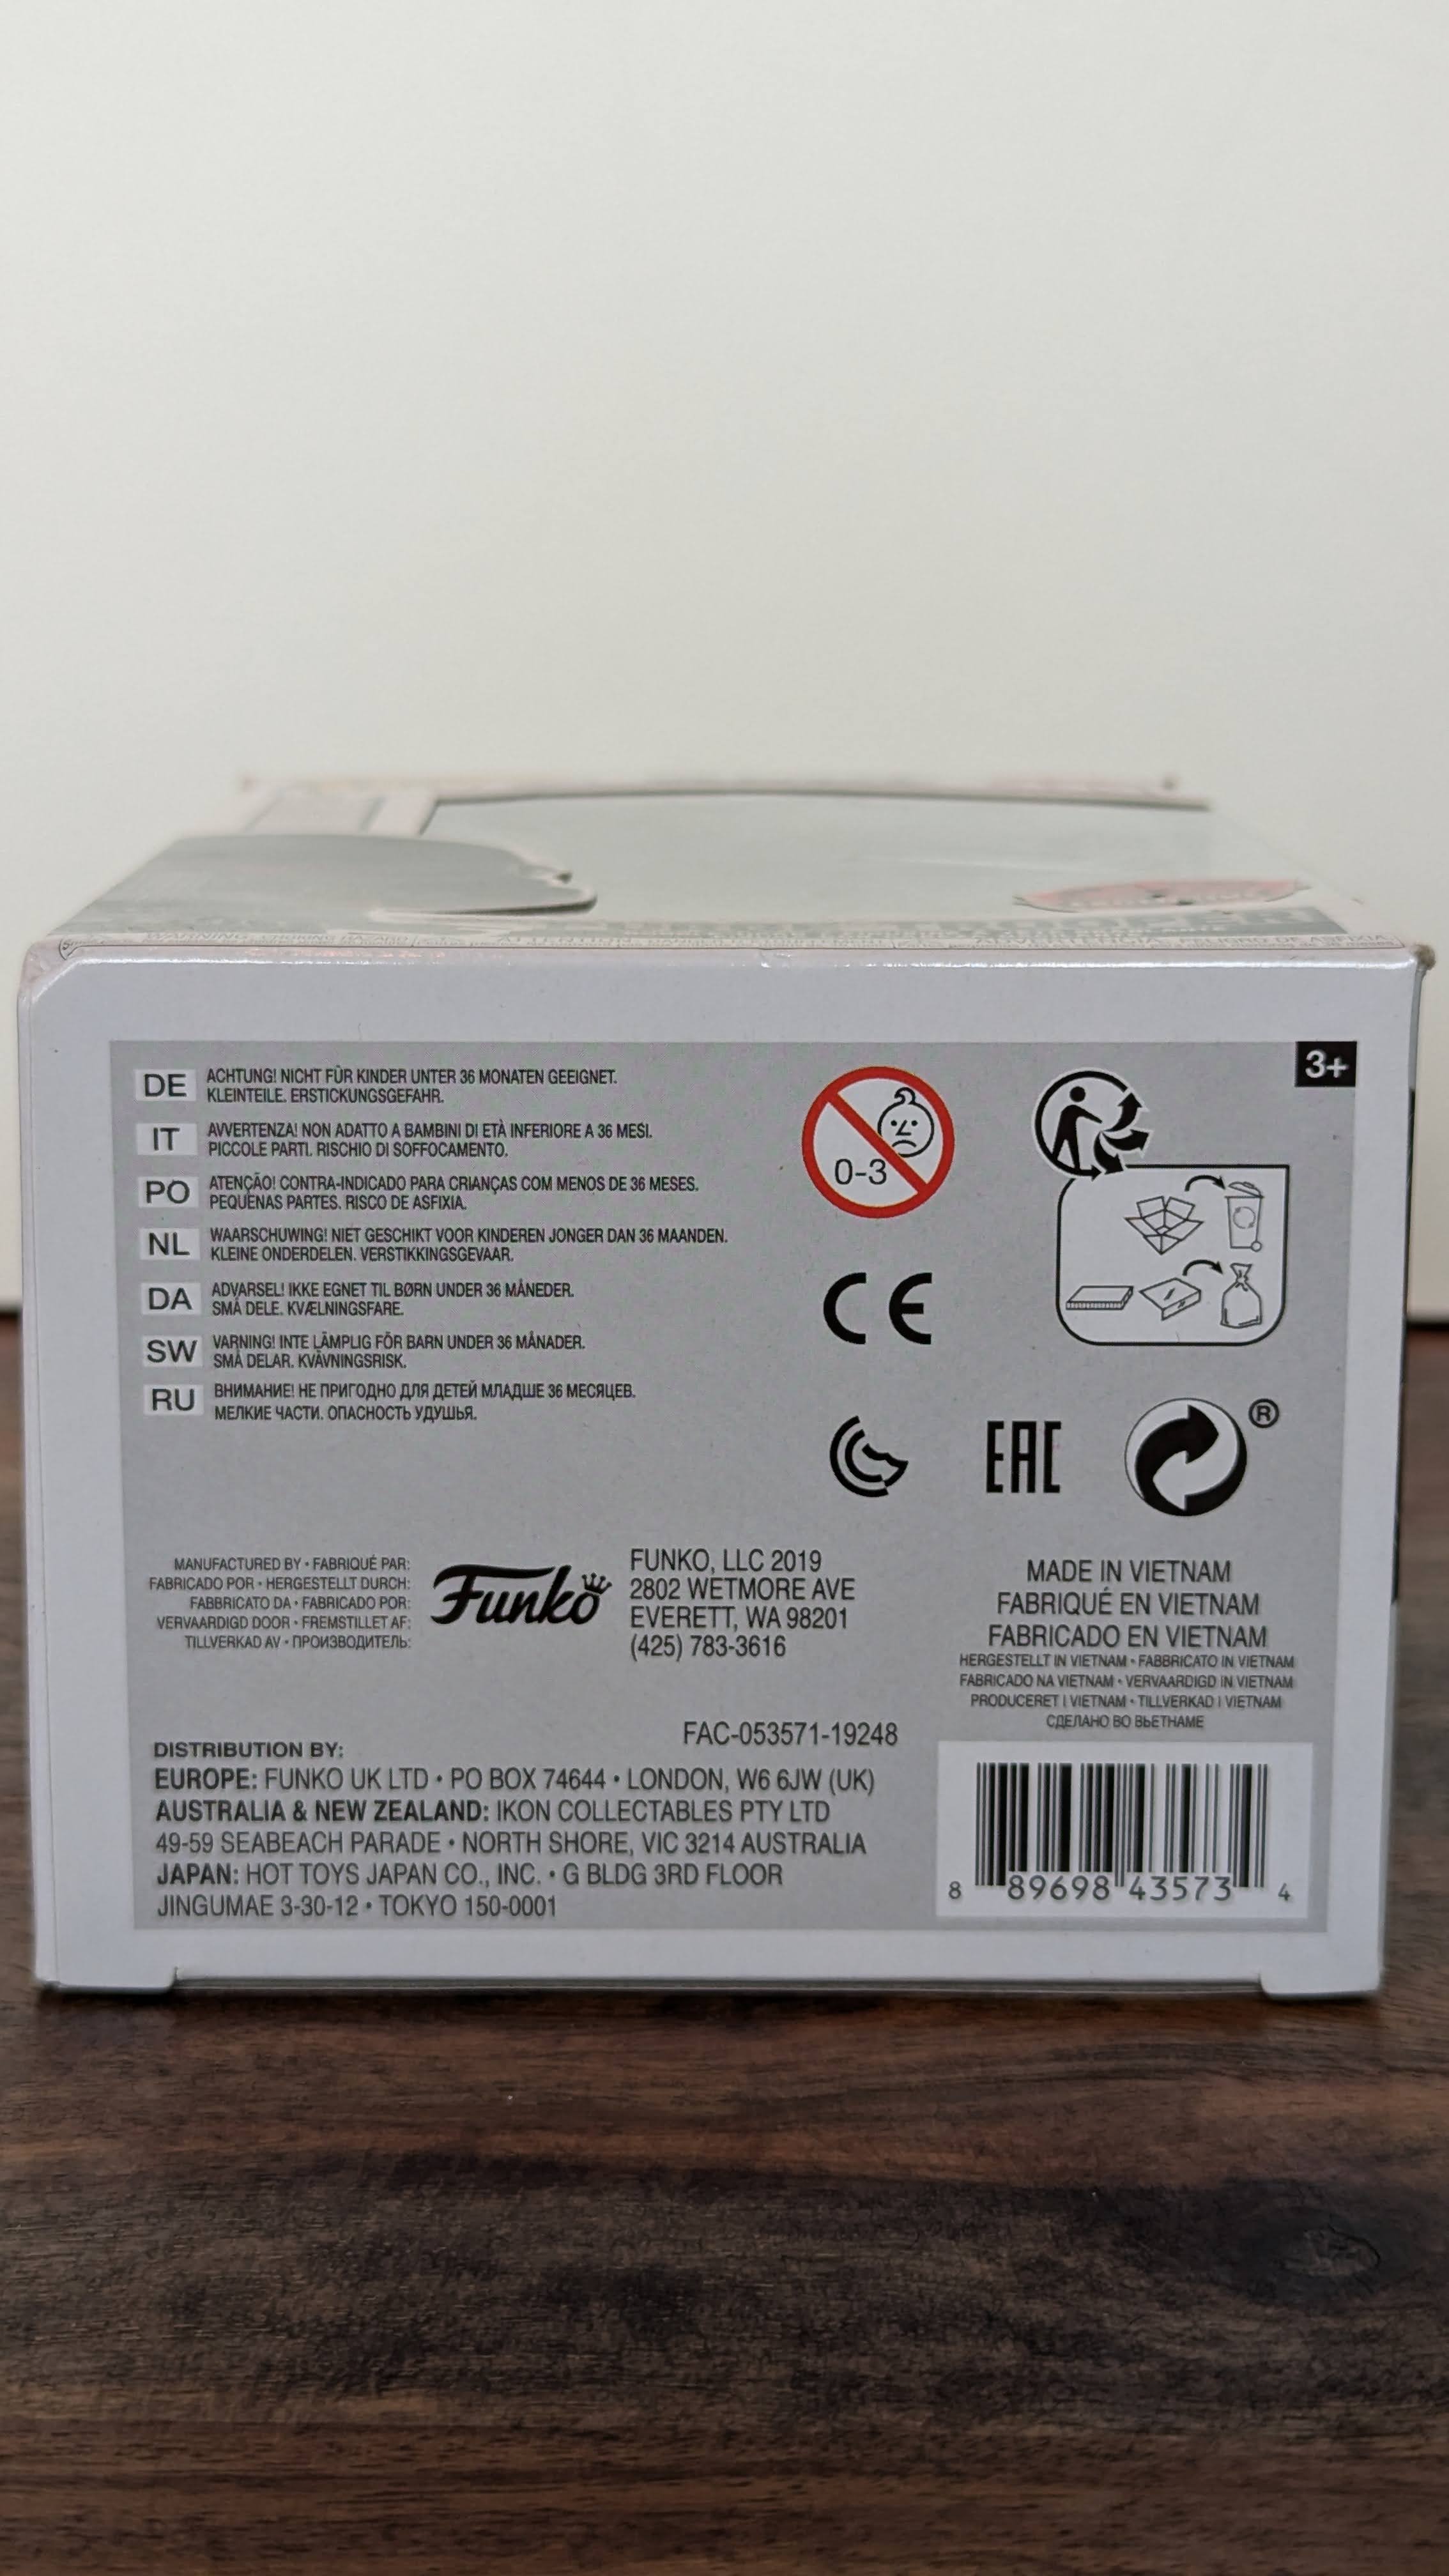 WARNING: CHOKING HAZARD
3+
DE ACHTUNG! NICHT FÜR KINDER UNTER 36 MONATEN GEEIGNET.
KLEINTEILE. ERSTICKUNGSGEFAHR.
IT AVVERTENZA! NON ADATTO A BAMBINI DI ETÀ INFERIORE A 36 MESI.
PICCOLE PARTI. RISCHIO DI SOFFOCAMENTO.
PO ATENÇÃO! CONTRA-INDICADO PARA CRIANÇAS COM MENOS DE 36 MESES.
PEQUENAS PARTES. RISCO DE ASFIXIA.
NL WAARSCHUWING! NIET GESCHIKT VOOR KINDEREN JONGER DAN 36 MAANDEN.
KLEINE ONDERDELEN. VERSTIKKINGSGEVAAR.
DA ADVARSEL! IKKE EGNET TIL BØRN UNDER 36 MÅNEDER.
SMÅ DELE. KVÆLNINGSFARE.
SW VARNING! INTE LÄMPLIG FÖR BARN UNDER 36 MÅNADER.
SMÅ DELAR. KVÄVNINGSRISK.
RU ВНИМАНИЕ! НЕ ПРИГОДНО ДЛЯ ДЕТЕЙ МЛАДШЕ 36 МЕСЯЦЕВ.
МЕЛКИЕ ЧАСТИ. ОПАСНОСТЬ УДУШЬЯ.
0-3
CE
EAC
®
MANUFACTURED BY • FABRIQUÉ PAR:
FABRICADO POR • HERGESTELLT DURCH:
FABBRICATO DA • FABRICADO POR:
VERVAARDIGD DOOR • FREMSTILLET AF:
TILLVERKAD AV • ПРОИЗВОДИТЕЛЬ:
Funko
FUNKO, LLC 2019
2802 WETMORE AVE
EVERETT, WA 98201
(425) 783-3616
MADE IN VIETNAM
FABRIQUÉ EN VIETNAM
FABRICADO EN VIETNAM
HERGESTELLT IN VIETNAM • FABBRICATO IN VIETNAM
FABRICADO NA VIETNAM • VERVAARDIGD IN VIETNAM
PRODUCERET I VIETNAM • TILLVERKAD I VIETNAM
СДЕЛАНО ВО ВЬЕТНАМЕ
FAC-053571-19248
DISTRIBUTION BY:
EUROPE: FUNKO UK LTD • PO BOX 74644 • LONDON, W6 6JW (UK)
AUSTRALIA & NEW ZEALAND: IKON COLLECTABLES PTY LTD
49-59 SEABEACH PARADE • NORTH SHORE, VIC 3214 AUSTRALIA
JAPAN: HOT TOYS JAPAN CO., INC. • G BLDG 3RD FLOOR
JINGUMAE 3-30-12 • TOKYO 150-0001
8 89698 43573 4